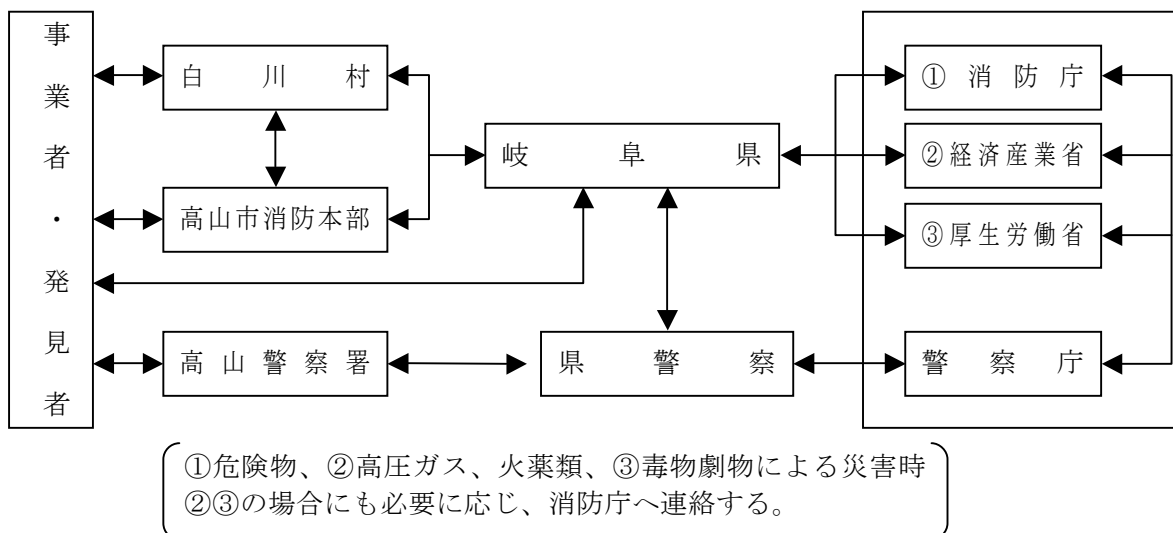 事業者・発見者
白川村
高山市消防本部
高山警察署
岐阜県
県警察
①消防庁
②経済産業省
③厚生労働省
警察庁
①危険物、②高圧ガス、火薬類、③毒物劇物による災害時
②③の場合にも必要に応じ、消防庁へ連絡する。